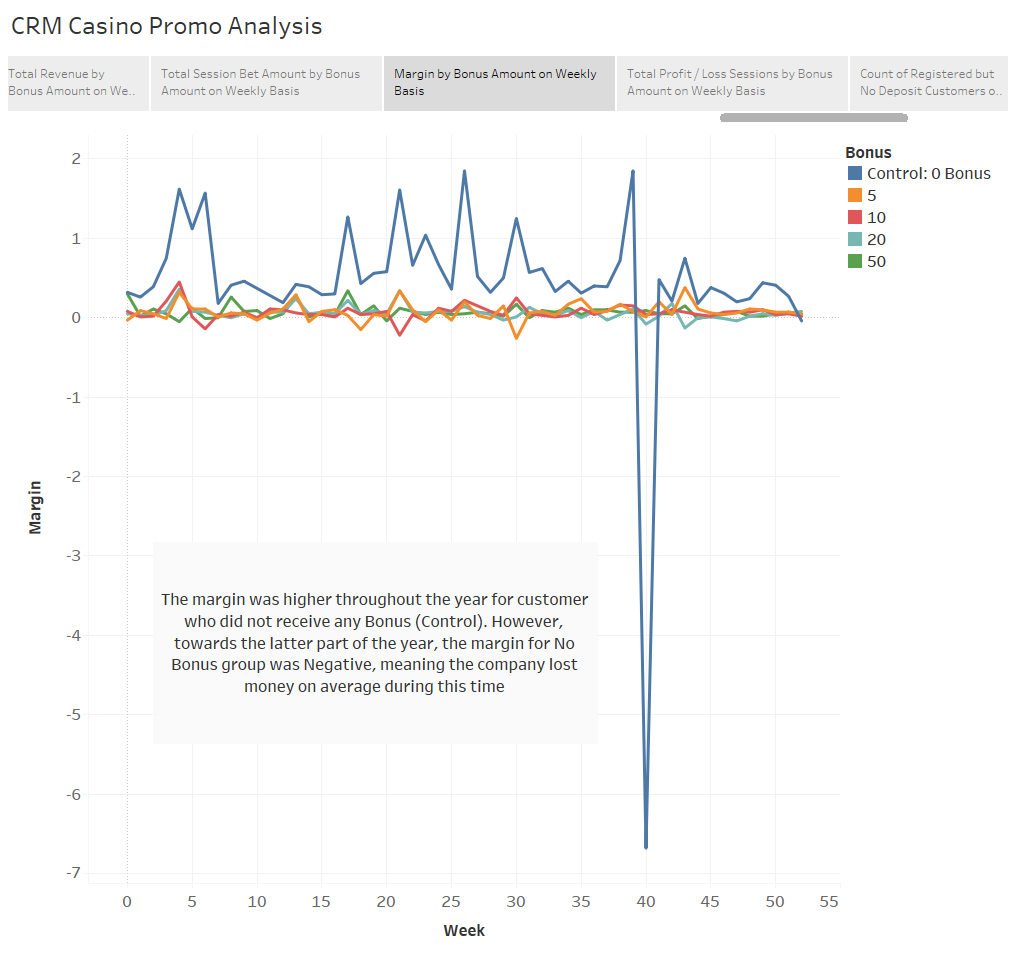 CRM Casino Promo Analysis
Total Revenue by
Bonus Amount on We..
Total Session Bet Amount by Bonus
Amount on Weekly Basis
Margin by Bonus Amount on Weekly
Basis
Total Profit / Loss Sessions by Bonus
Amount on Weekly Basis
Count of Registered but
No Deposit Customers o..
Bonus
Control: 0 Bonus
5
10
20
50
2
1
0
-1
-2
-3
-4
-5
-6
-7
Margin
The margin was higher throughout the year for customer
who did not receive any Bonus (Control). However,
towards the latter part of the year, the margin for No
Bonus group was Negative, meaning the company lost
money on average during this time
0 5 10 15 20 25 30 35 40 45 50 55
Week